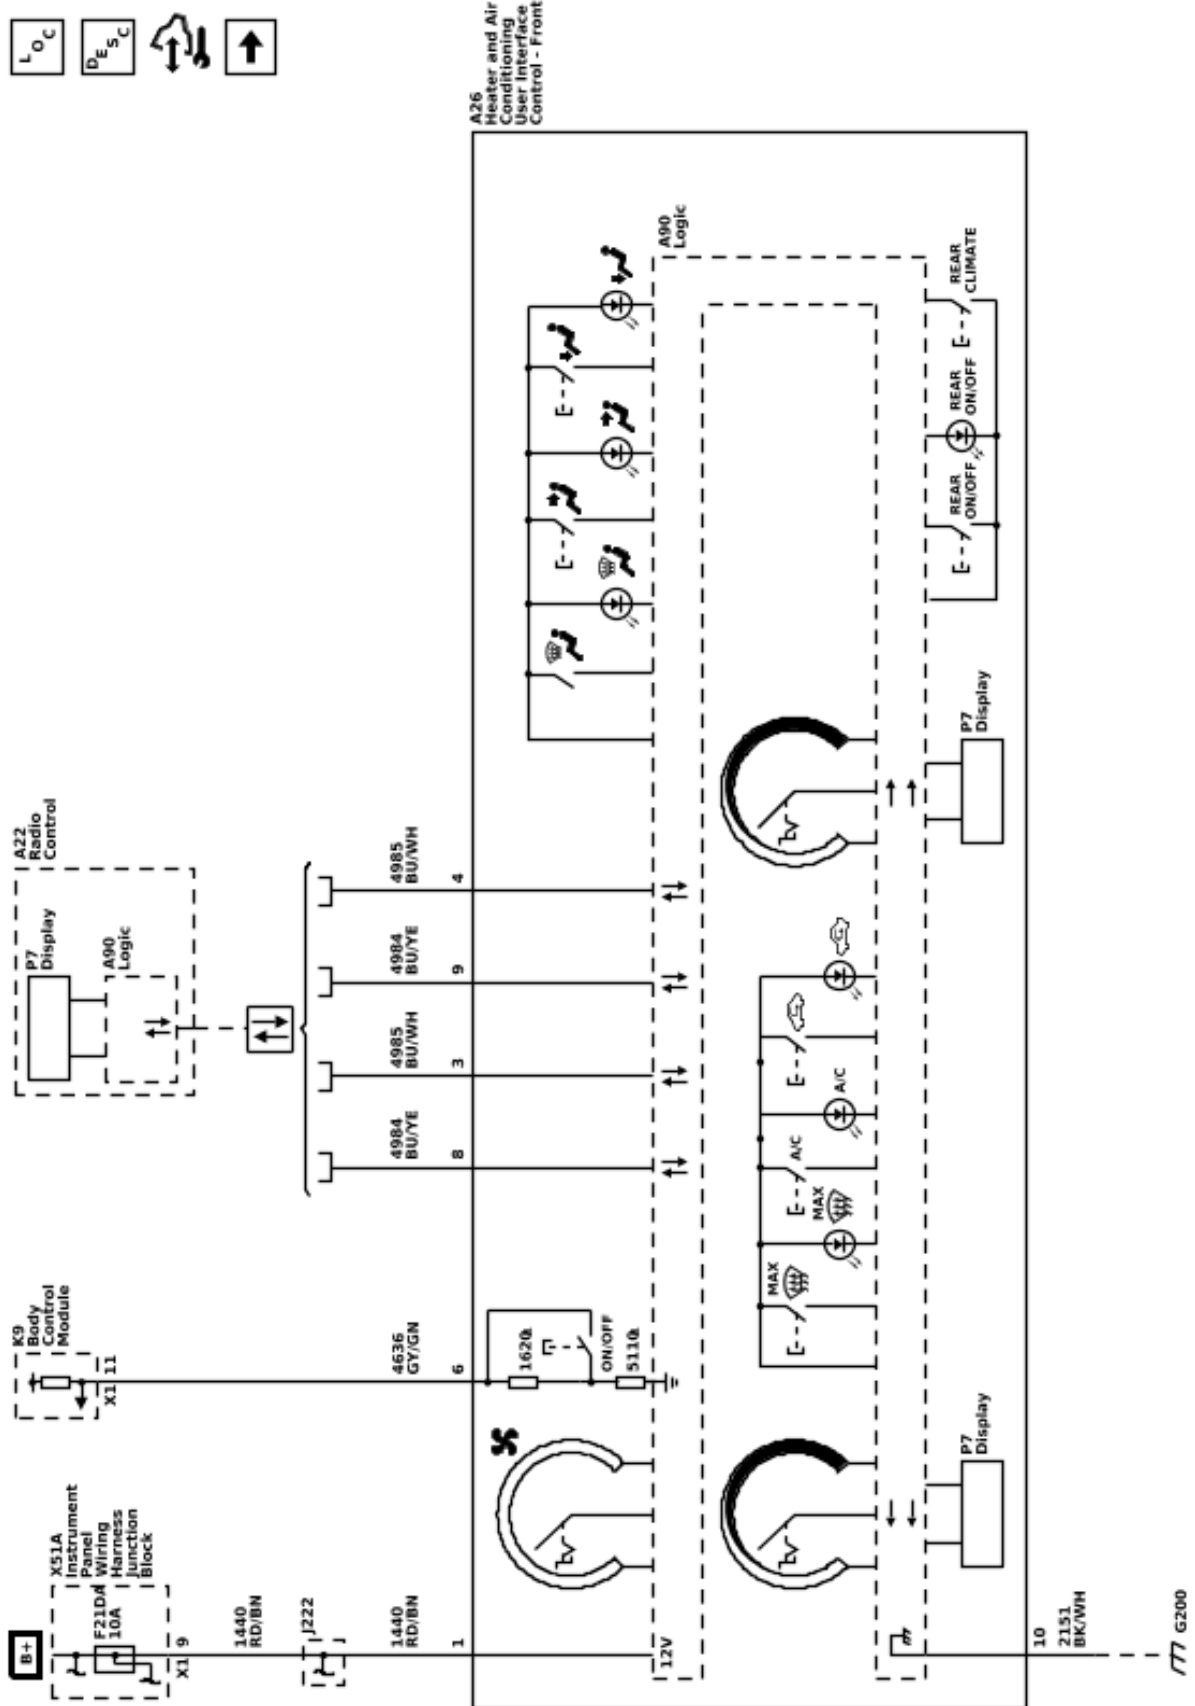 B+
X51A
Instrument
Panel
Wiring
Harness
Junction
Block
F21DA
10A
X1 9
1440
RD/BN
J222
1440
RD/BN
1
12V
K9
Body
Control
Module
X1 11
4636
GY/GN
6
162Ω
ON/OFF
511Ω
A22
Radio
Control
P7
Display
A90
Logic
4984
BU/YE
8
4985
BU/WH
3
4984
BU/YE
9
4985
BU/WH
4
LOC
DESC
A26
Heater and Air
Conditioning
User Interface
Control - Front
A90
Logic
MAX
MAX
A/C
A/C
P7
Display
P7
Display
REAR
ON/OFF
REAR
ON/OFF
REAR
CLIMATE
10
2151
BK/WH
G200